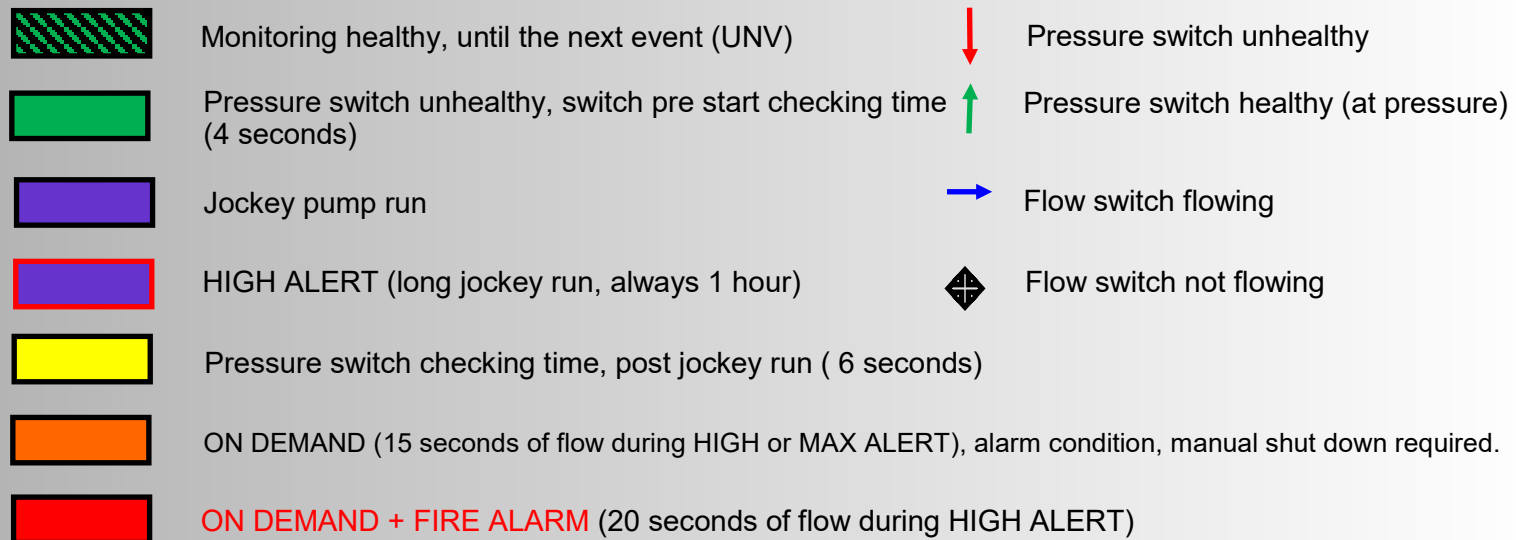 Monitoring healthy, until the next event (UNV)
Pressure switch unhealthy
Pressure switch unhealthy, switch pre start checking time
(4 seconds)
Pressure switch healthy (at pressure)
Jockey pump run
Flow switch flowing
HIGH ALERT (long jockey run, always 1 hour)
Flow switch not flowing
Pressure switch checking time, post jockey run ( 6 seconds)
ON DEMAND (15 seconds of flow during HIGH or MAX ALERT), alarm condition, manual shut down required.
ON DEMAND + FIRE ALARM (20 seconds of flow during HIGH ALERT)